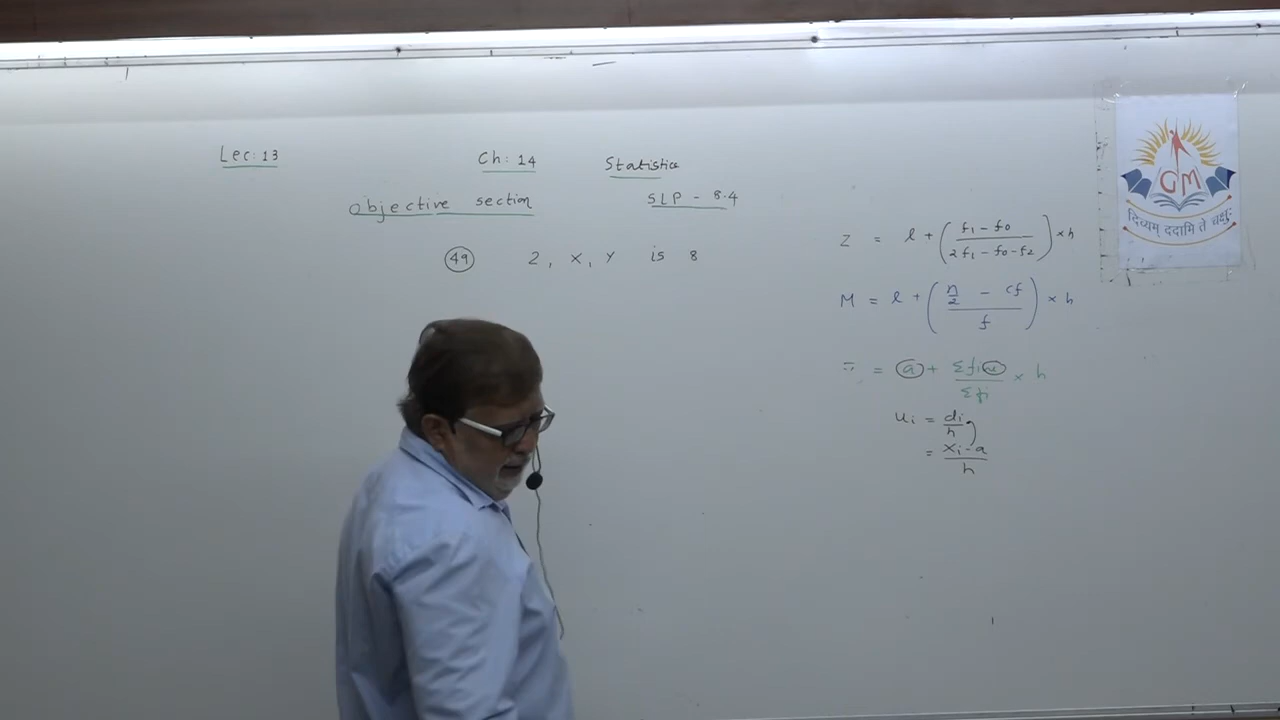 Lec: 13 Ch: 14 Statistics
Objective section SLP - 8.4
49 2, x, y is 8
Z = l + ( f1 - f0 / 2f1 - f0 - f2 ) × h
M = l + ( n/2 - cf / f ) × h
= a + Σfiui / Σfi × h
ui = di / h
= xi - a / h
GM
दिव्यम् ददामि ते चक्षुः